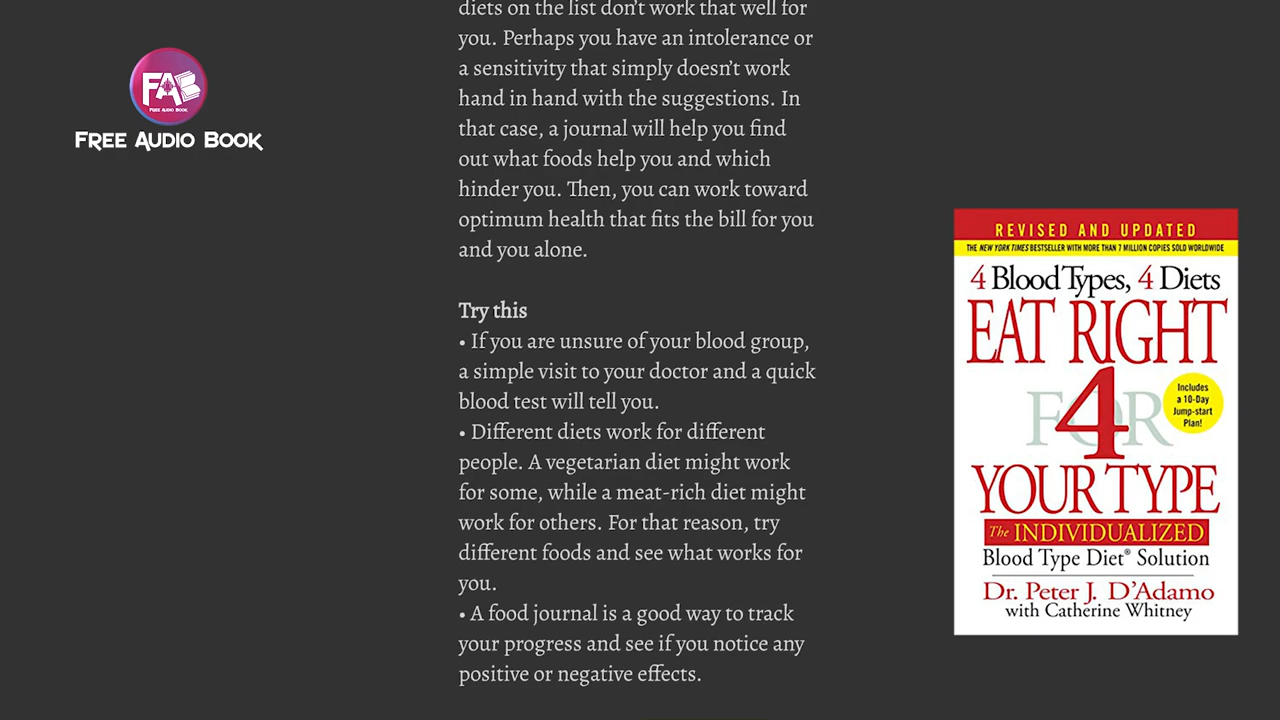 FAB
FREE AUDIO BOOK
FREE AUDIO BOOK
diets on the list don’t work that well for
you. Perhaps you have an intolerance or
a sensitivity that simply doesn’t work
hand in hand with the suggestions. In
that case, a journal will help you find
out what foods help you and which
hinder you. Then, you can work toward
optimum health that fits the bill for you
and you alone.
Try this
• If you are unsure of your blood group,
a simple visit to your doctor and a quick
blood test will tell you.
• Different diets work for different
people. A vegetarian diet might work
for some, while a meat-rich diet might
work for others. For that reason, try
different foods and see what works for
you.
• A food journal is a good way to track
your progress and see if you notice any
positive or negative effects.
REVISED AND UPDATED
THE NEW YORK TIMES BESTSELLER WITH MORE THAN 7 MILLION COPIES SOLD WORLDWIDE
4 Blood Types, 4 Diets
EAT RIGHT
FOR
4
Includes
a 10-Day
Jump-start
Plan!
YOUR TYPE
The INDIVIDUALIZED
Blood Type Diet® Solution
Dr. Peter J. D’Adamo
with Catherine Whitney